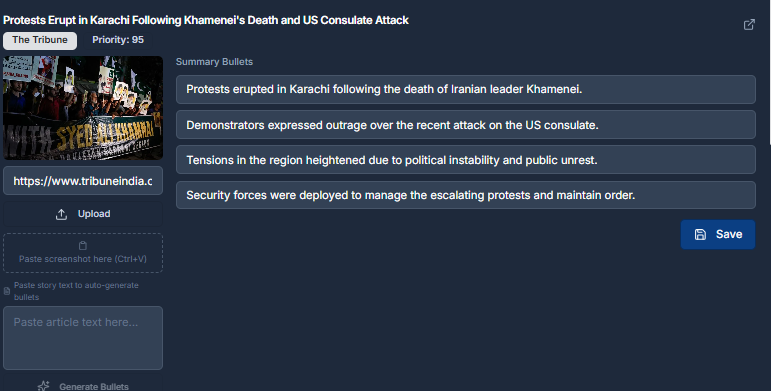 Protests Erupt in Karachi Following Khamenei's Death and US Consulate Attack
The Tribune
Priority: 95
Summary Bullets
Protests erupted in Karachi following the death of Iranian leader Khamenei.
Demonstrators expressed outrage over the recent attack on the US consulate.
Tensions in the region heightened due to political instability and public unrest.
Security forces were deployed to manage the escalating protests and maintain order.
Save
WITH SYED ALI KHAMNAI
https://www.tribuneindia.c
Upload
Paste screenshot here (Ctrl+V)
Paste story text to auto-generate
bullets
Paste article text here...
Generate Bullets